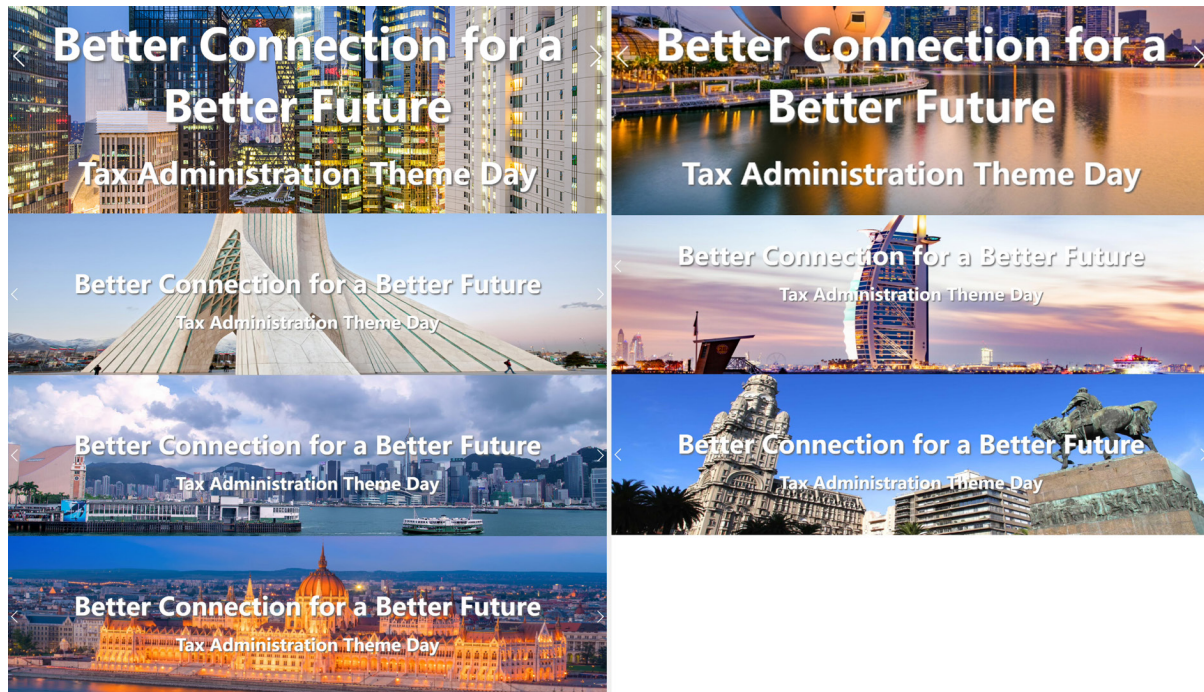 Better Connection for a
Better Future
Tax Administration Theme Day
Better Connection for a
Better Future
Tax Administration Theme Day
Better Connection for a Better Future
Tax Administration Theme Day
Better Connection for a Better Future
Tax Administration Theme Day
Better Connection for a Better Future
Tax Administration Theme Day
Better Connection for a Better Future
Tax Administration Theme Day
Better Connection for a Better Future
Tax Administration Theme Day